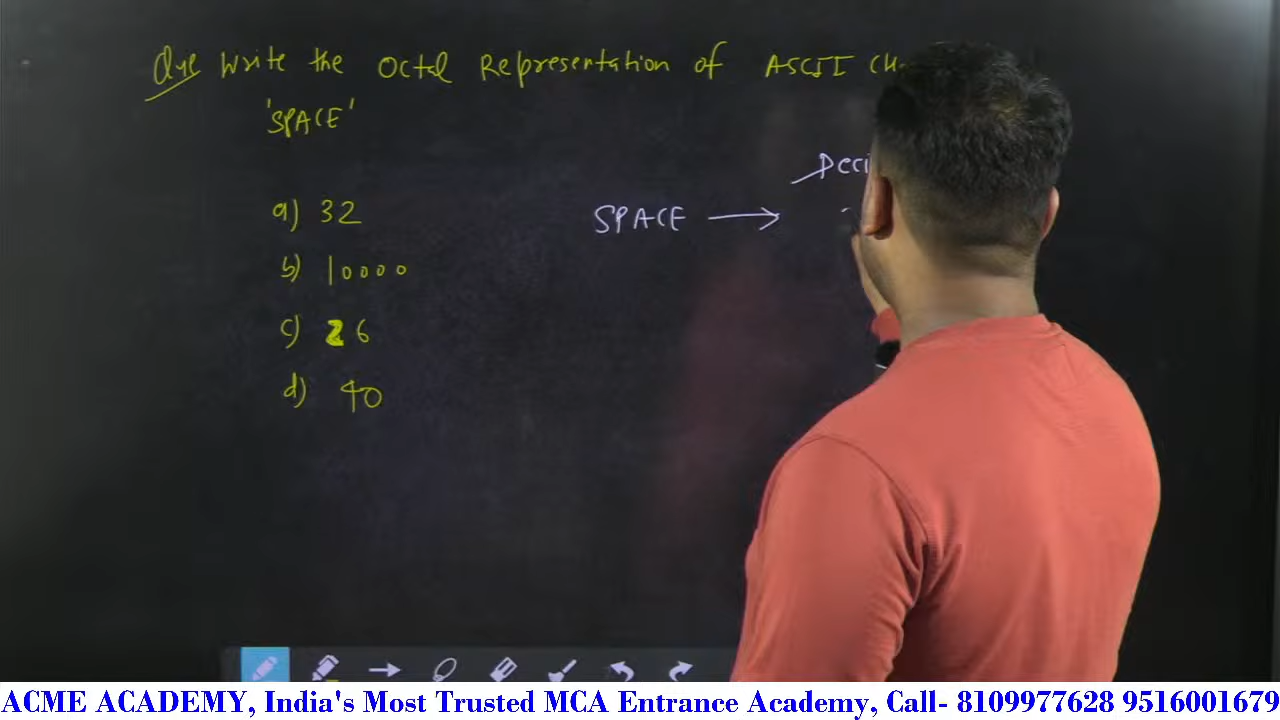 Que Write the Octal Representation of ASCII
'SPACE'
Deci
SPACE →
a) 32
b) 10000
c) 26
d) 40
ACME ACADEMY, India's Most Trusted MCA Entrance Academy, Call- 8109977628 9516001679